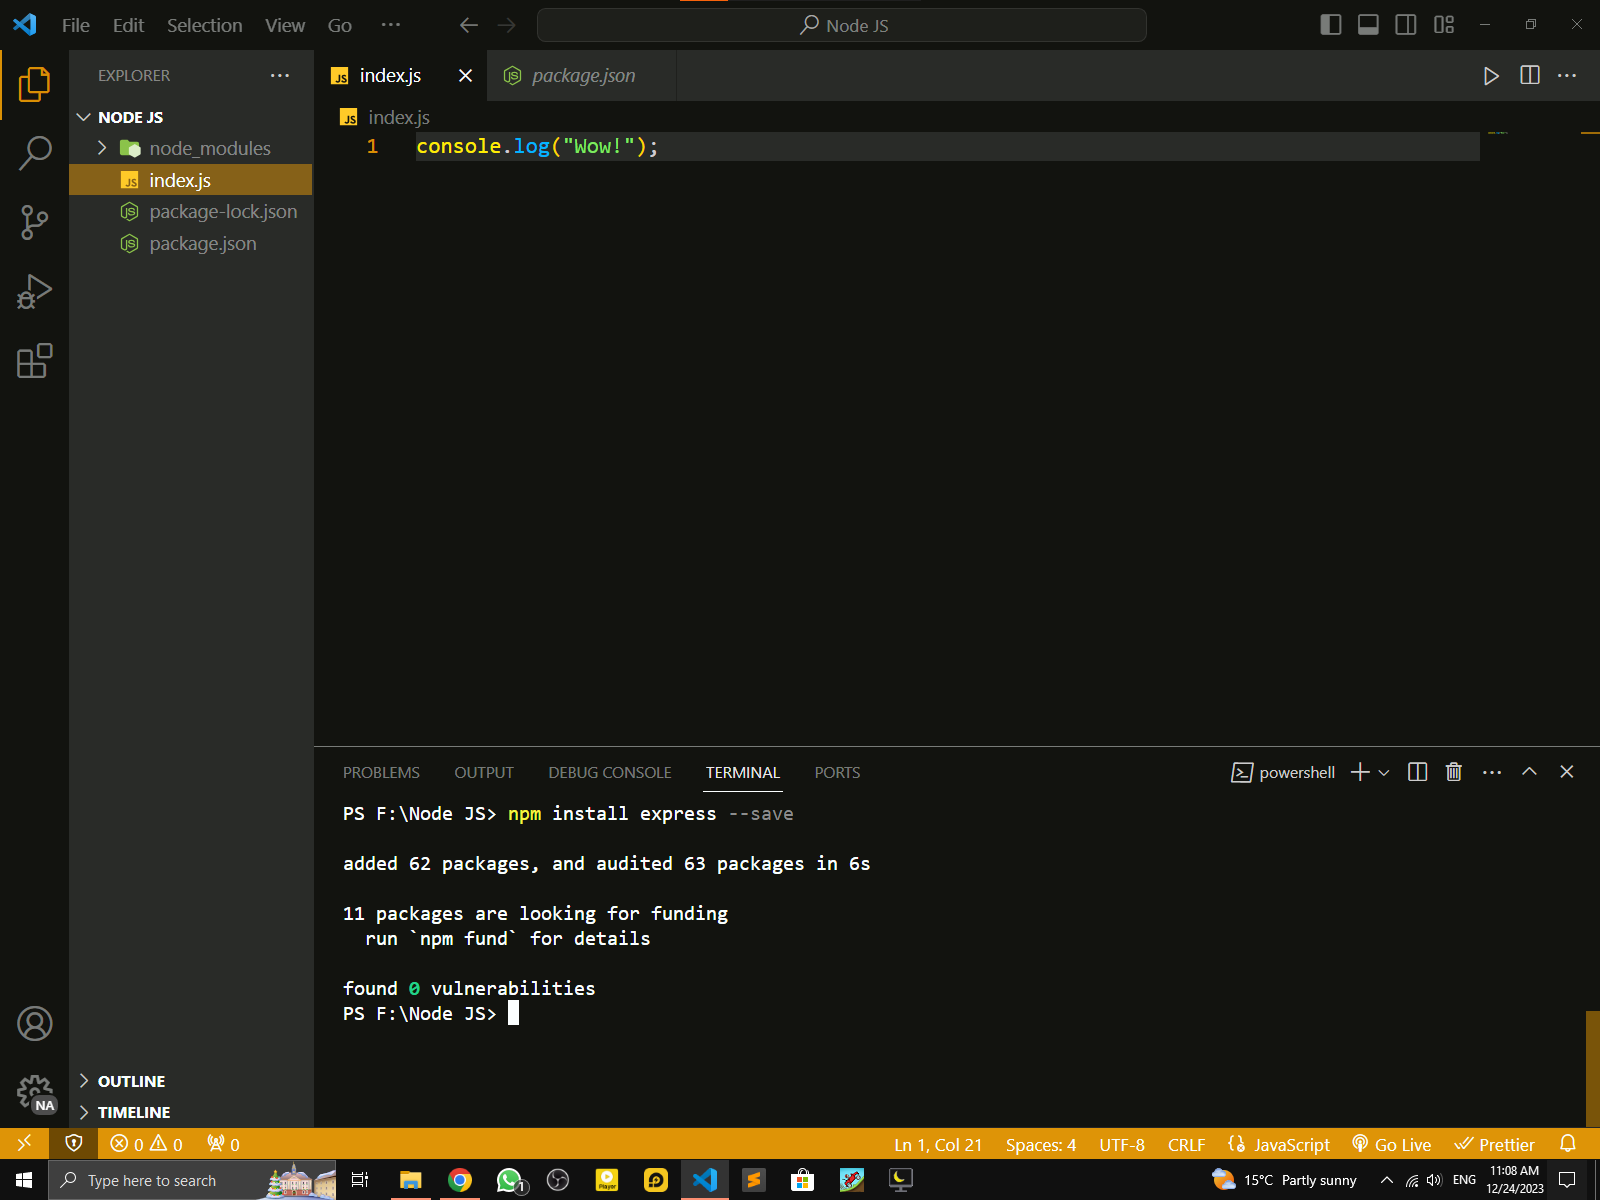 File Edit Selection View Go ···
Node JS
EXPLORER ···
index.js
package.json
NODE JS
node_modules
index.js
package-lock.json
package.json
index.js
1 console.log("Wow!");
PROBLEMS OUTPUT DEBUG CONSOLE TERMINAL PORTS
powershell
PS F:\Node JS> npm install express --save
added 62 packages, and audited 63 packages in 6s
11 packages are looking for funding
run `npm fund` for details
found 0 vulnerabilities
PS F:\Node JS>
OUTLINE
TIMELINE
NA
0 0 0
Ln 1, Col 21 Spaces: 4 UTF-8 CRLF JavaScript Go Live Prettier
Type here to search
1
Player
15°C Partly sunny
ENG
11:08 AM
12/24/2023